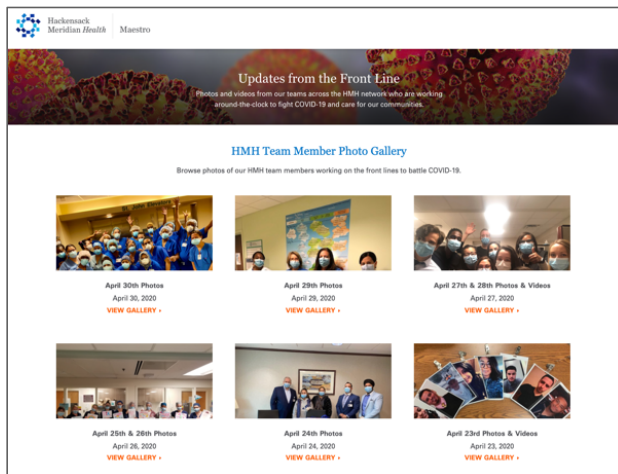 Hackensack
Meridian Health
Maestro
Updates from the Front Line
Photos and videos from our teams across the HMH network who are working
around-the-clock to fight COVID-19 and care for our communities.
HMH Team Member Photo Gallery
Browse photos of our HMH team members working on the front lines to battle COVID-19.
April 30th Photos
April 30, 2020
VIEW GALLERY ›
April 29th Photos
April 29, 2020
VIEW GALLERY ›
April 27th & 28th Photos & Videos
April 27, 2020
VIEW GALLERY ›
April 25th & 26th Photos
April 26, 2020
VIEW GALLERY ›
April 24th Photos
April 24, 2020
VIEW GALLERY ›
April 23rd Photos & Videos
April 23, 2020
VIEW GALLERY ›